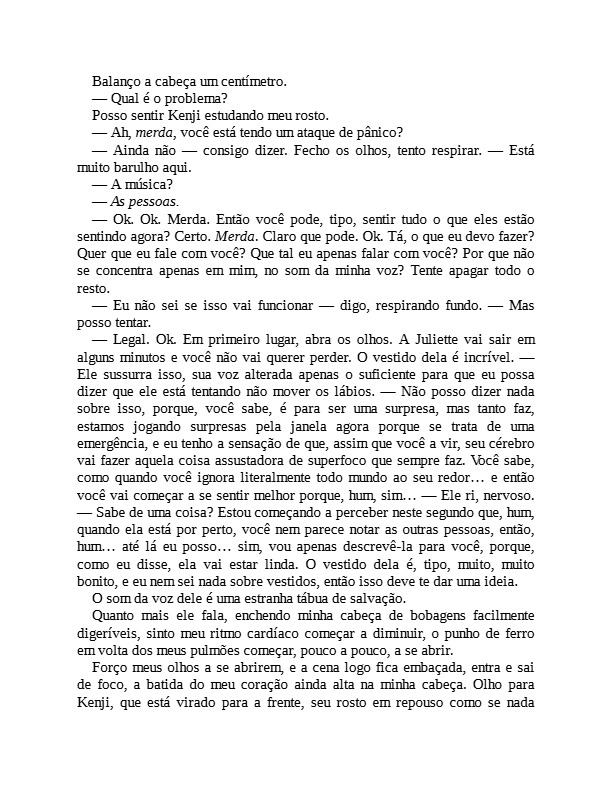 Balanço a cabeça um centímetro.
— Qual é o problema?
Posso sentir Kenji estudando meu rosto.
— Ah, merda, você está tendo um ataque de pânico?
— Ainda não — consigo dizer. Fecho os olhos, tento respirar. — Está
muito barulho aqui.
— A música?
— As pessoas.
— Ok. Ok. Merda. Então você pode, tipo, sentir tudo o que eles estão
sentindo agora? Certo. Merda. Claro que pode. Ok. Tá, o que eu devo fazer?
Quer que eu fale com você? Que tal eu apenas falar com você? Por que não
se concentra apenas em mim, no som da minha voz? Tente apagar todo o
resto.
— Eu não sei se isso vai funcionar — digo, respirando fundo. — Mas
posso tentar.
— Legal. Ok. Em primeiro lugar, abra os olhos. A Juliette vai sair em
alguns minutos e você não vai querer perder. O vestido dela é incrível. —
Ele sussurra isso, sua voz alterada apenas o suficiente para que eu possa
dizer que ele está tentando não mover os lábios. — Não posso dizer nada
sobre isso, porque, você sabe, é para ser uma surpresa, mas tanto faz,
estamos jogando surpresas pela janela agora porque se trata de uma
emergência, e eu tenho a sensação de que, assim que você a vir, seu cérebro
vai fazer aquela coisa assustadora de superfoco que sempre faz. Você sabe,
como quando você ignora literalmente todo mundo ao seu redor… e então
você vai começar a se sentir melhor porque, hum, sim… — Ele ri, nervoso.
— Sabe de uma coisa? Estou começando a perceber neste segundo que, hum,
quando ela está por perto, você nem parece notar as outras pessoas, então,
hum… até lá eu posso… sim, vou apenas descrevê-la para você, porque,
como eu disse, ela vai estar linda. O vestido dela é, tipo, muito, muito
bonito, e eu nem sei nada sobre vestidos, então isso deve te dar uma ideia.
O som da voz dele é uma estranha tábua de salvação.
Quanto mais ele fala, enchendo minha cabeça de bobagens facilmente
digeríveis, sinto meu ritmo cardíaco começar a diminuir, o punho de ferro
em volta dos meus pulmões começar, pouco a pouco, a se abrir.
Forço meus olhos a se abrirem, e a cena logo fica embaçada, entra e sai
de foco, a batida do meu coração ainda alta na minha cabeça. Olho para
Kenji, que está virado para a frente, seu rosto em repouso como se nada